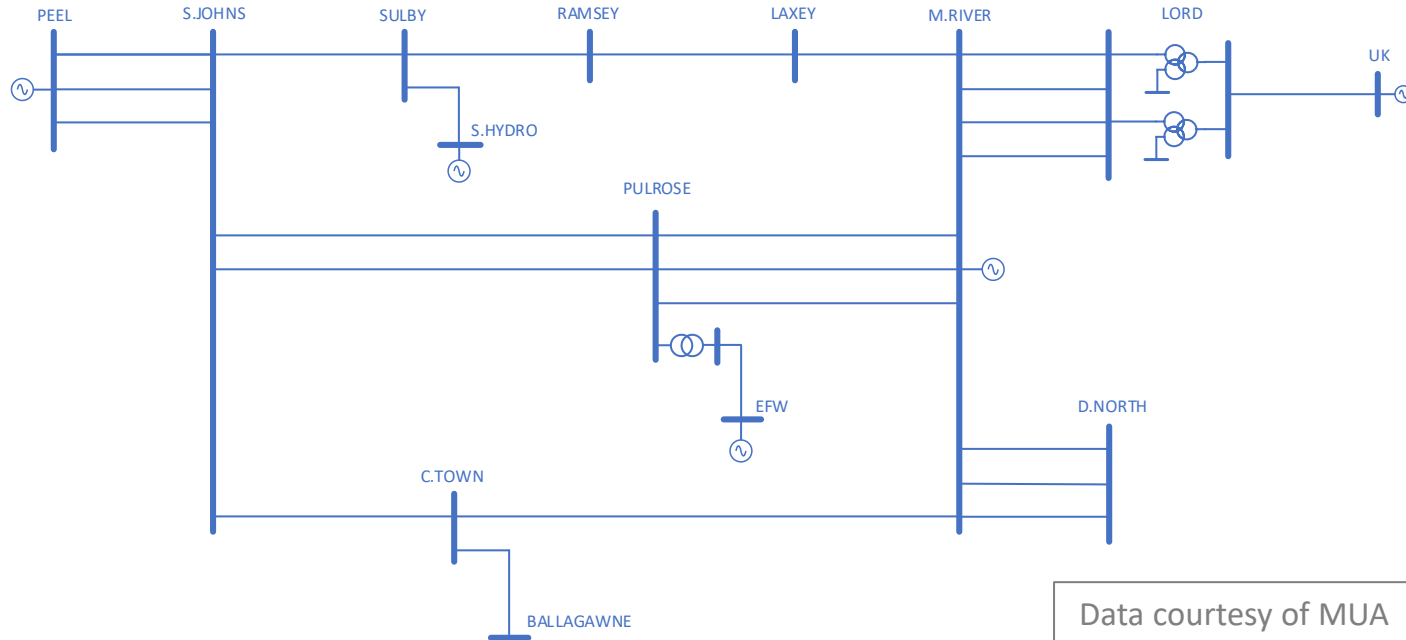 PEEL
S.JOHNS
SULBY
RAMSEY
LAXEY
M.RIVER
LORD
UK
S.HYDRO
PULROSE
EFW
D.NORTH
C.TOWN
BALLAGAWNE
Data courtesy of MUA